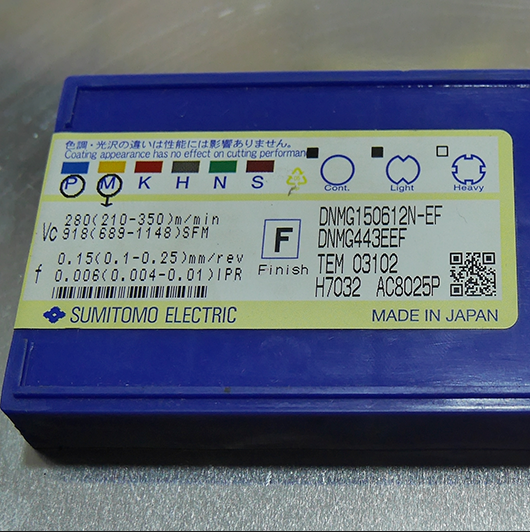 色調・光沢の違いは性能には影響ありません。
Coating appearance has no effect on cutting performan
P M K H N S
Cont. Light Heavy
Vc 280(210-350)m/min
918(689-1148)SFM
f 0.15(0.1-0.25)mm/rev
0.006(0.004-0.01)IPR
F
Finish
DNMG150612N-EF
DNMG443EEF
TEM 03102
H7032 AC8025P
SUMITOMO ELECTRIC
MADE IN JAPAN